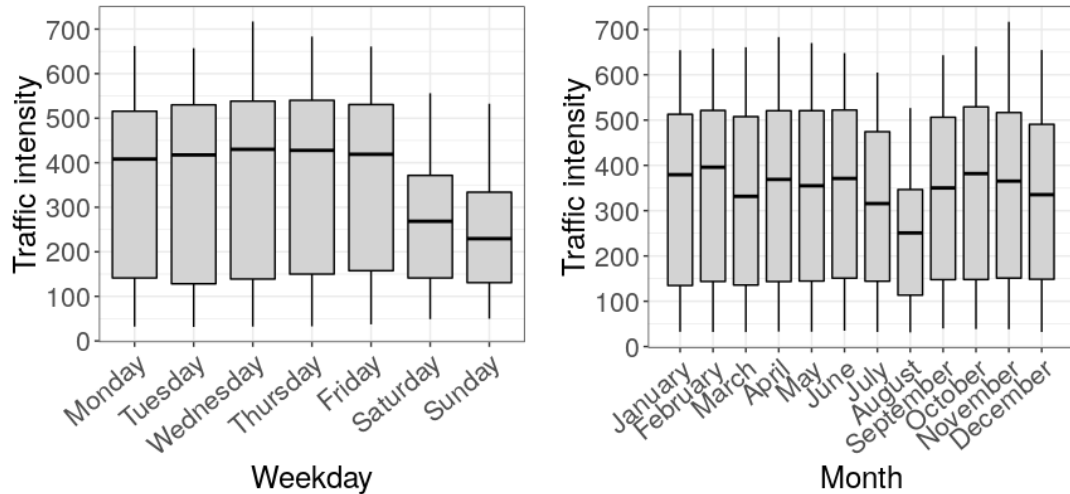 Traffic intensity
700
600
500
400
300
200
100
0
Monday
Tuesday
Wednesday
Thursday
Friday
Saturday
Sunday
Weekday
Traffic intensity
700
600
500
400
300
200
100
0
January
February
March
April
May
June
July
August
September
October
November
December
Month